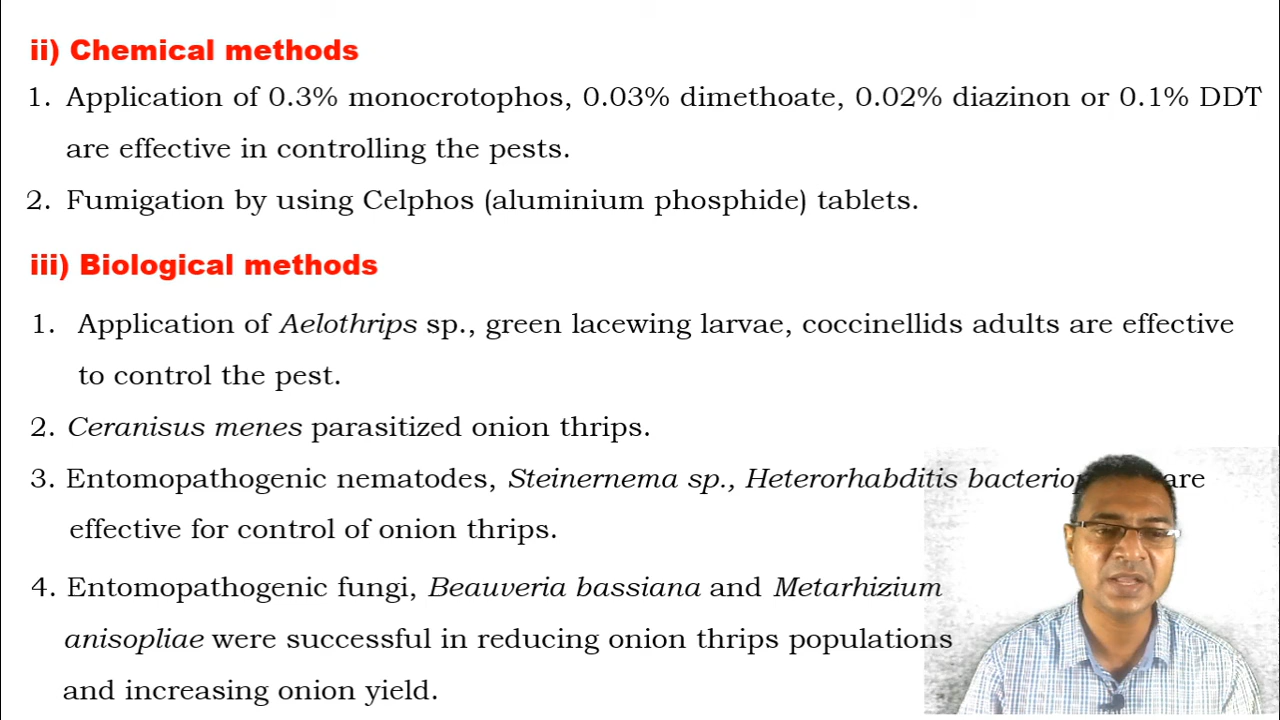 ii) Chemical methods
1. Application of 0.3% monocrotophos, 0.03% dimethoate, 0.02% diazinon or 0.1% DDT
are effective in controlling the pests.
2. Fumigation by using Celphos (aluminium phosphide) tablets.
iii) Biological methods
1. Application of Aelothrips sp., green lacewing larvae, coccinellids adults are effective
to control the pest.
2. Ceranisus menes parasitized onion thrips.
3. Entomopathogenic nematodes, Steinernema sp., Heterorhabditis are
effective for control of onion thrips.
4. Entomopathogenic fungi, Beauveria bassiana and Metarhizium
anisopliae were successful in reducing onion thrips populations
and increasing onion yield.